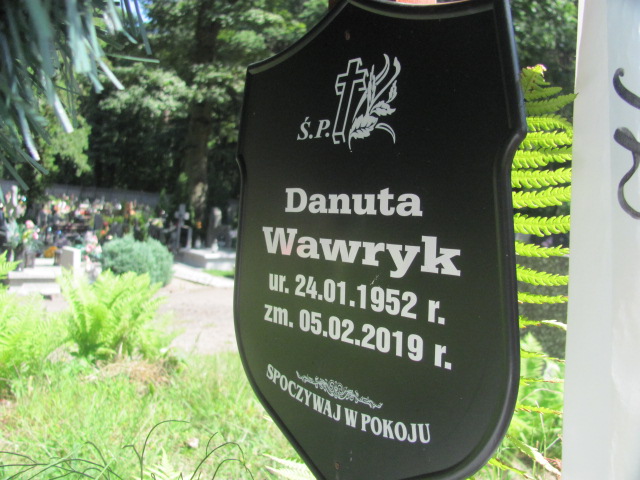 Ś.P.
Danuta
Wawryk
ur. 24.01.1952 r.
zm. 05.02.2019 r.
SPOCZYWAJ W POKOJU